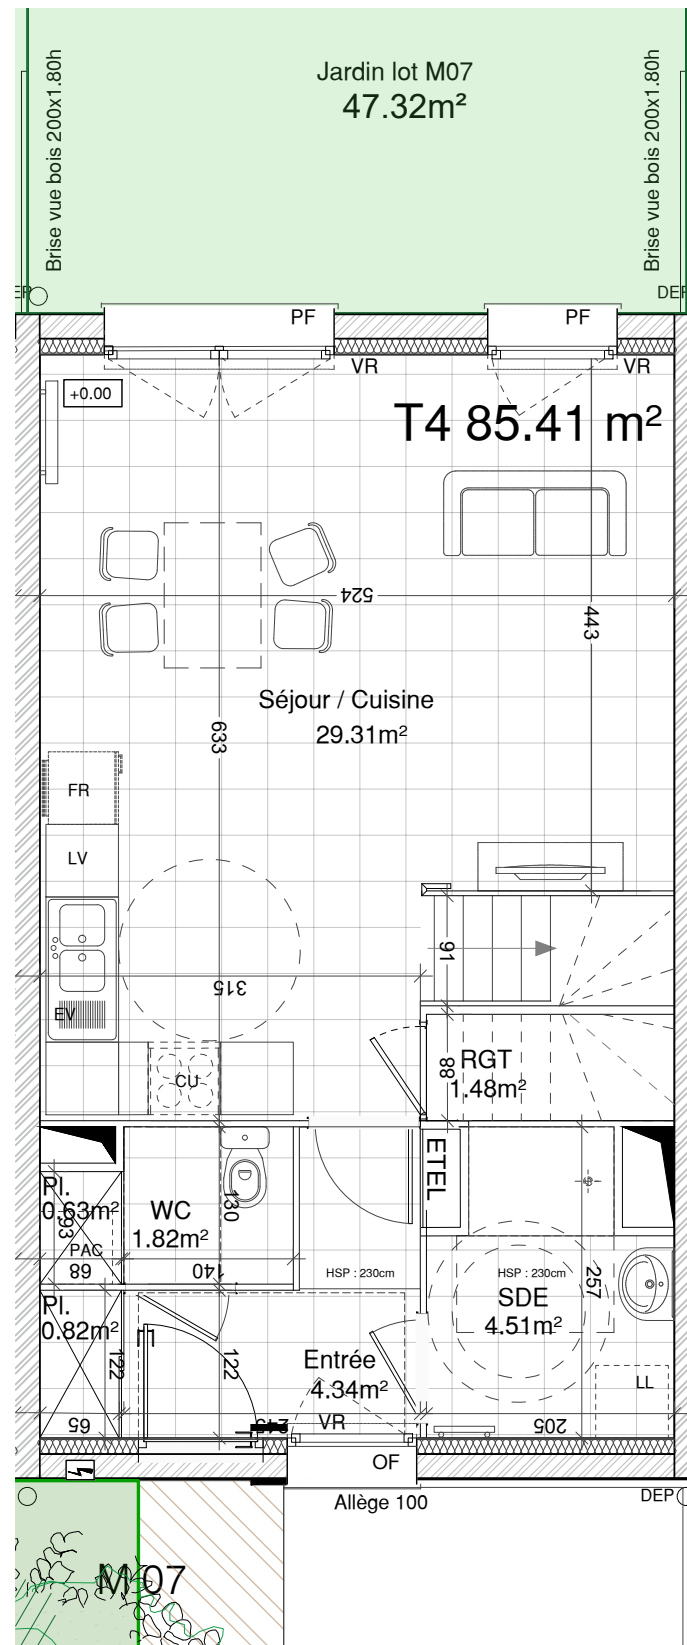 Jardin lot M07
47.32m²
Brise vue bois 200x1.80h
Brise vue bois 200x1.80h
EP
DEP
PF
PF
VR
VR
+0.00
T4 85.41 m²
524
443
Séjour / Cuisine
29.31m²
633
FR
LV
91
315
EV
RGT
1.48m²
88
CU
ETEL
Pl.
0.63m²
93
WC
1.82m²
130
PAC
68
140
HSP : 230cm
HSP : 230cm
257
SDE
4.51m²
Pl.
0.82m²
122
122
Entrée
4.34m²
LL
65
VR
205
OF
Allège 100
DEP
M 07